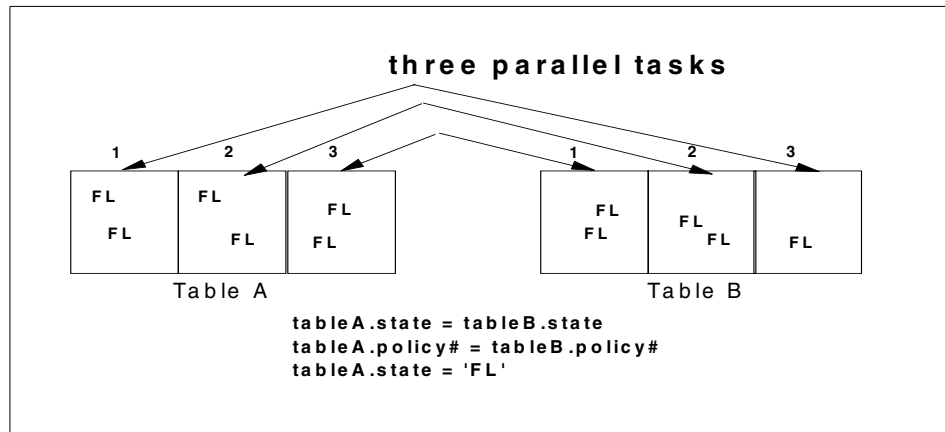 three parallel tasks
1 2 3 1 2 3
FL FL FL FL FL FL
FL FL FL FL FL
Table A Table B
tableA.state = tableB.state
tableA.policy# = tableB.policy#
tableA.state = 'FL'